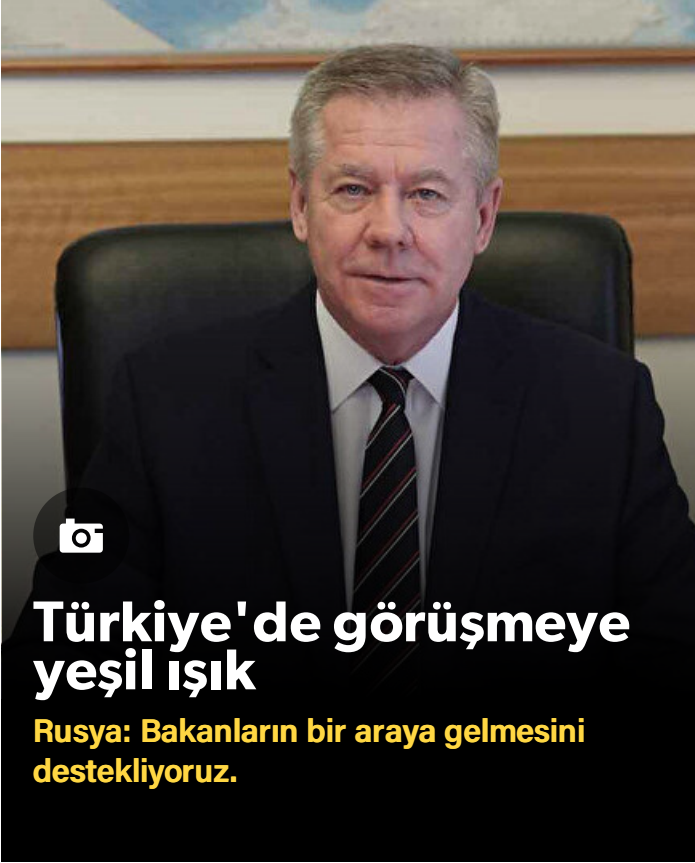 Türkiye'de görüşmeye
yeşil ışık
Rusya: Bakanların bir araya gelmesini
destekliyoruz.